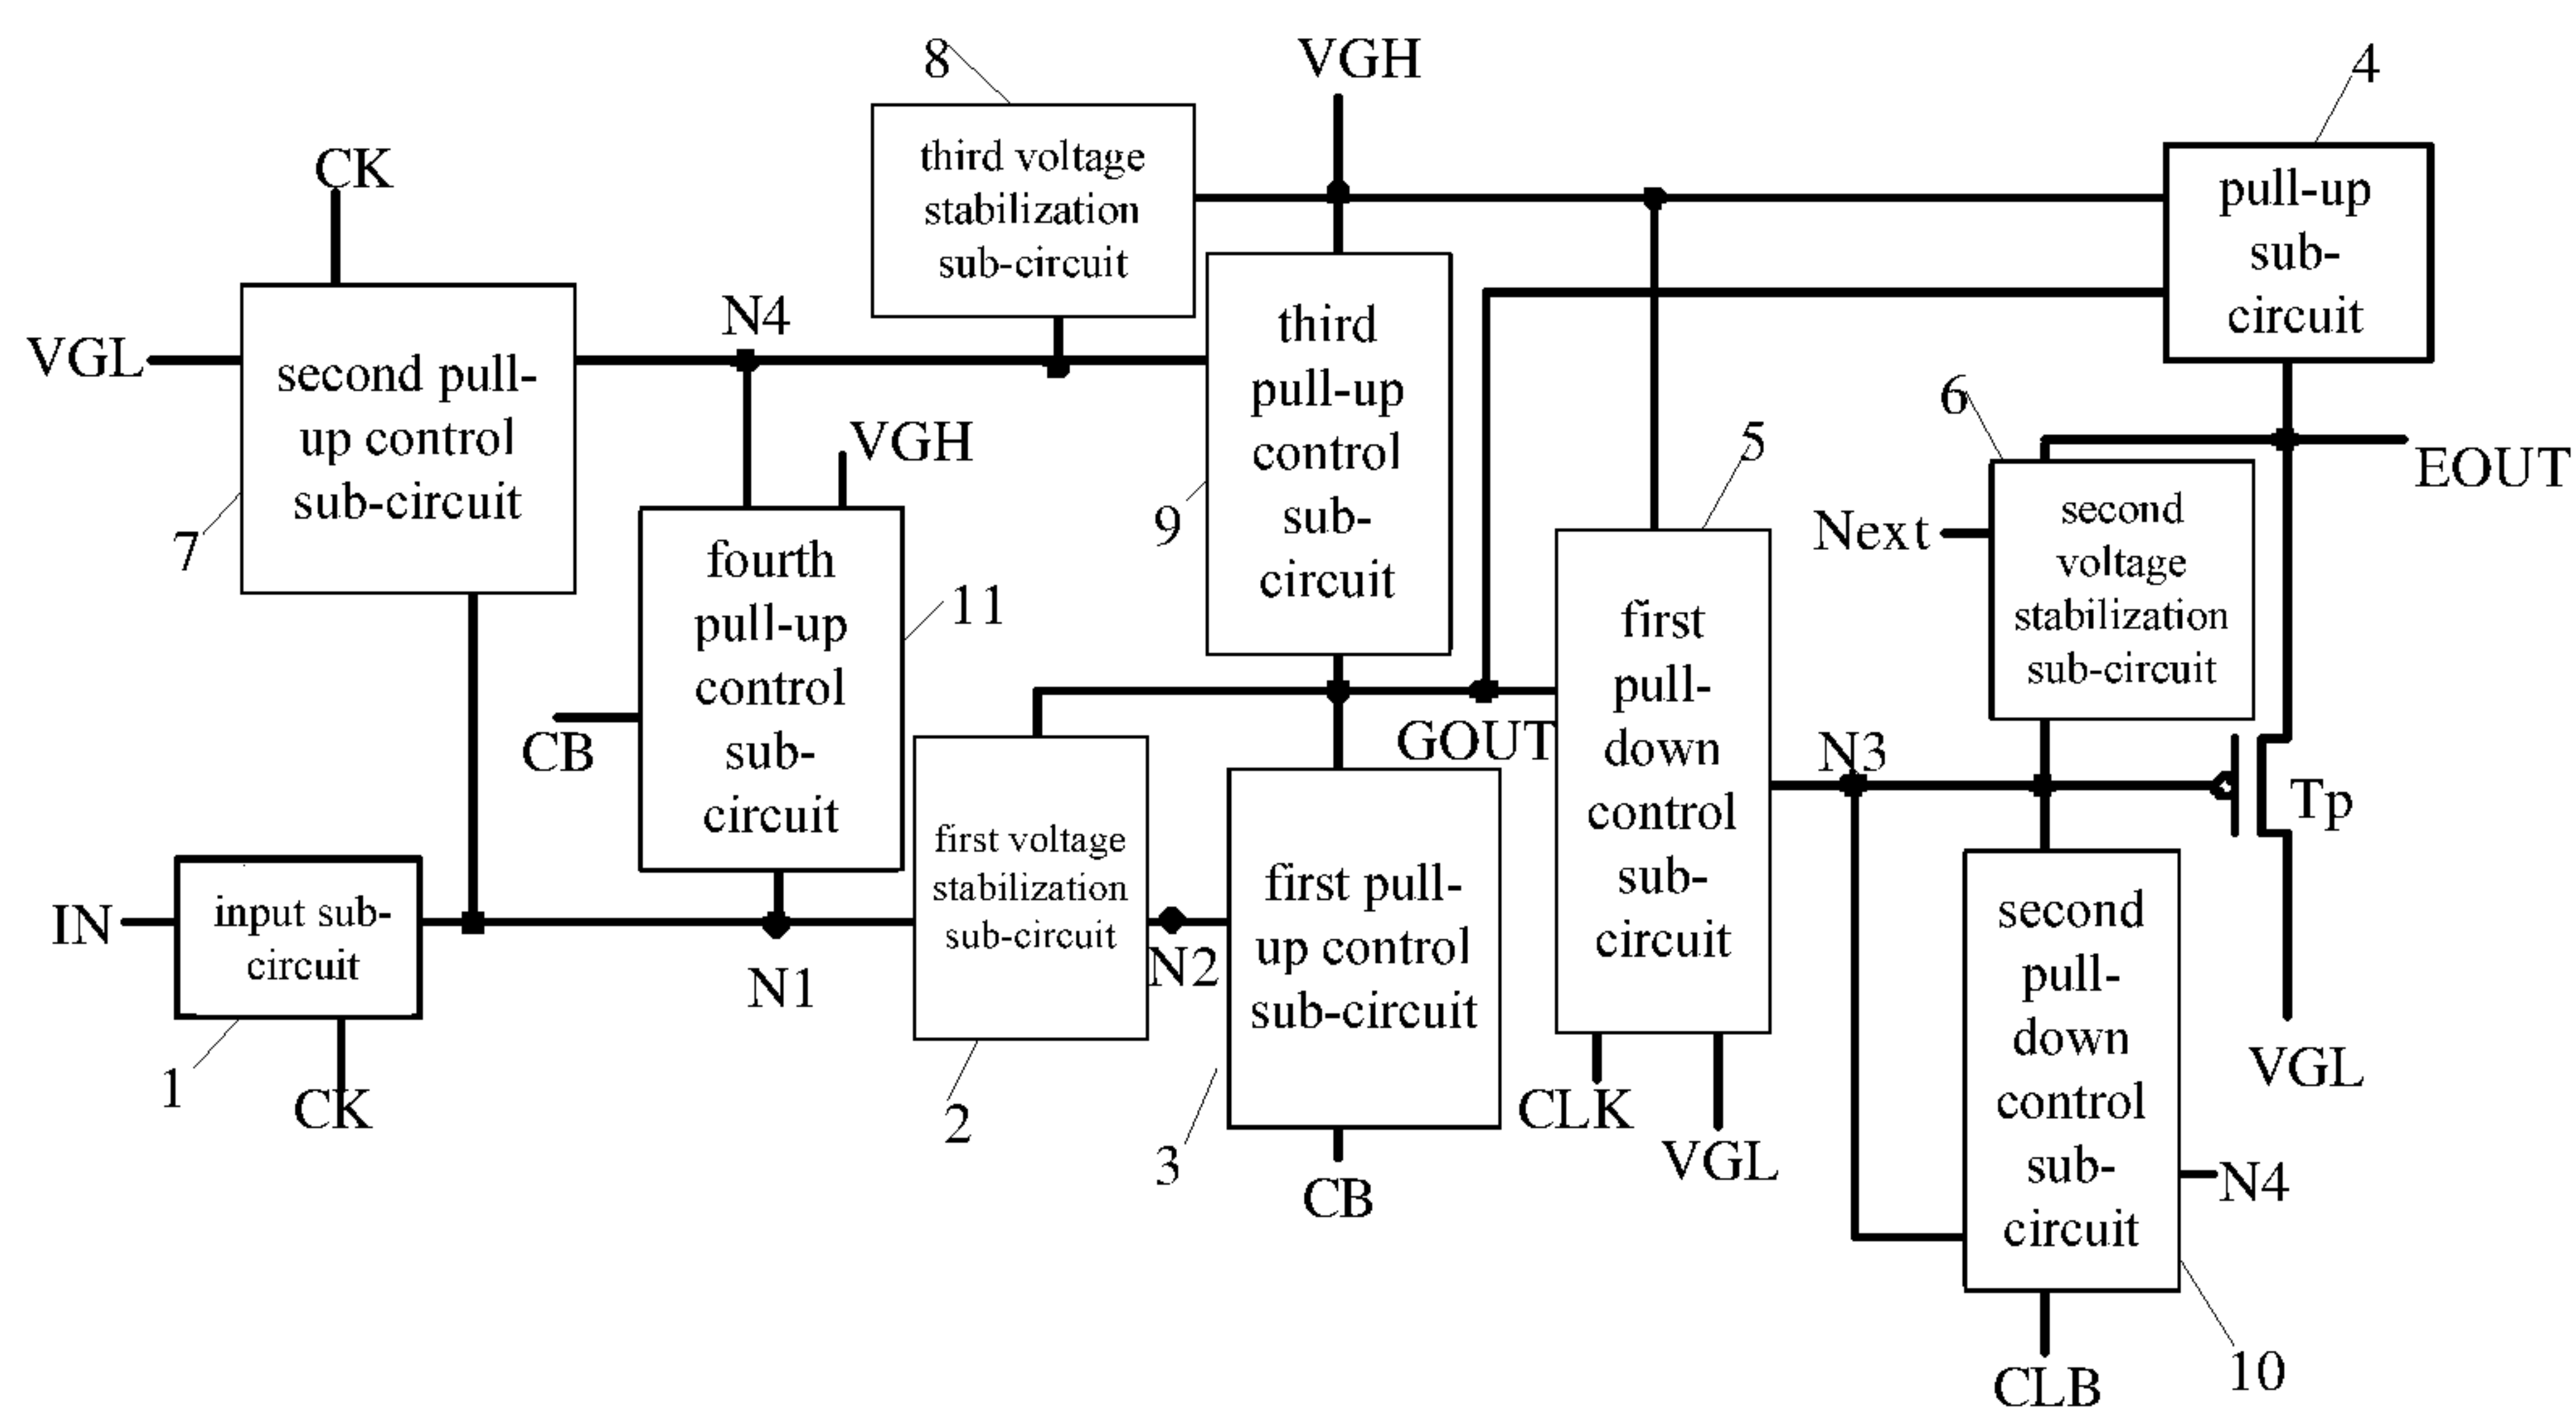 8
VGH
4
third voltage
stabilization
sub-circuit
pull-up
sub-
circuit
CK
VGL
second pull-
up control
sub-circuit
7
N4
VGH
fourth
pull-up
control
sub-
circuit
11
CB
third
pull-up
control
sub-
circuit
9
5
6
EOUT
Next
second
voltage
stabilization
sub-circuit
first
pull-
down
control
sub-
circuit
GOUT
N3
Tp
IN
input sub-
circuit
1
CK
N1
first voltage
stabilization
sub-circuit
2
N2
first pull-
up control
sub-circuit
3
CB
CLK
VGL
second
pull-
down
control
sub-
circuit
VGL
N4
10
CLB